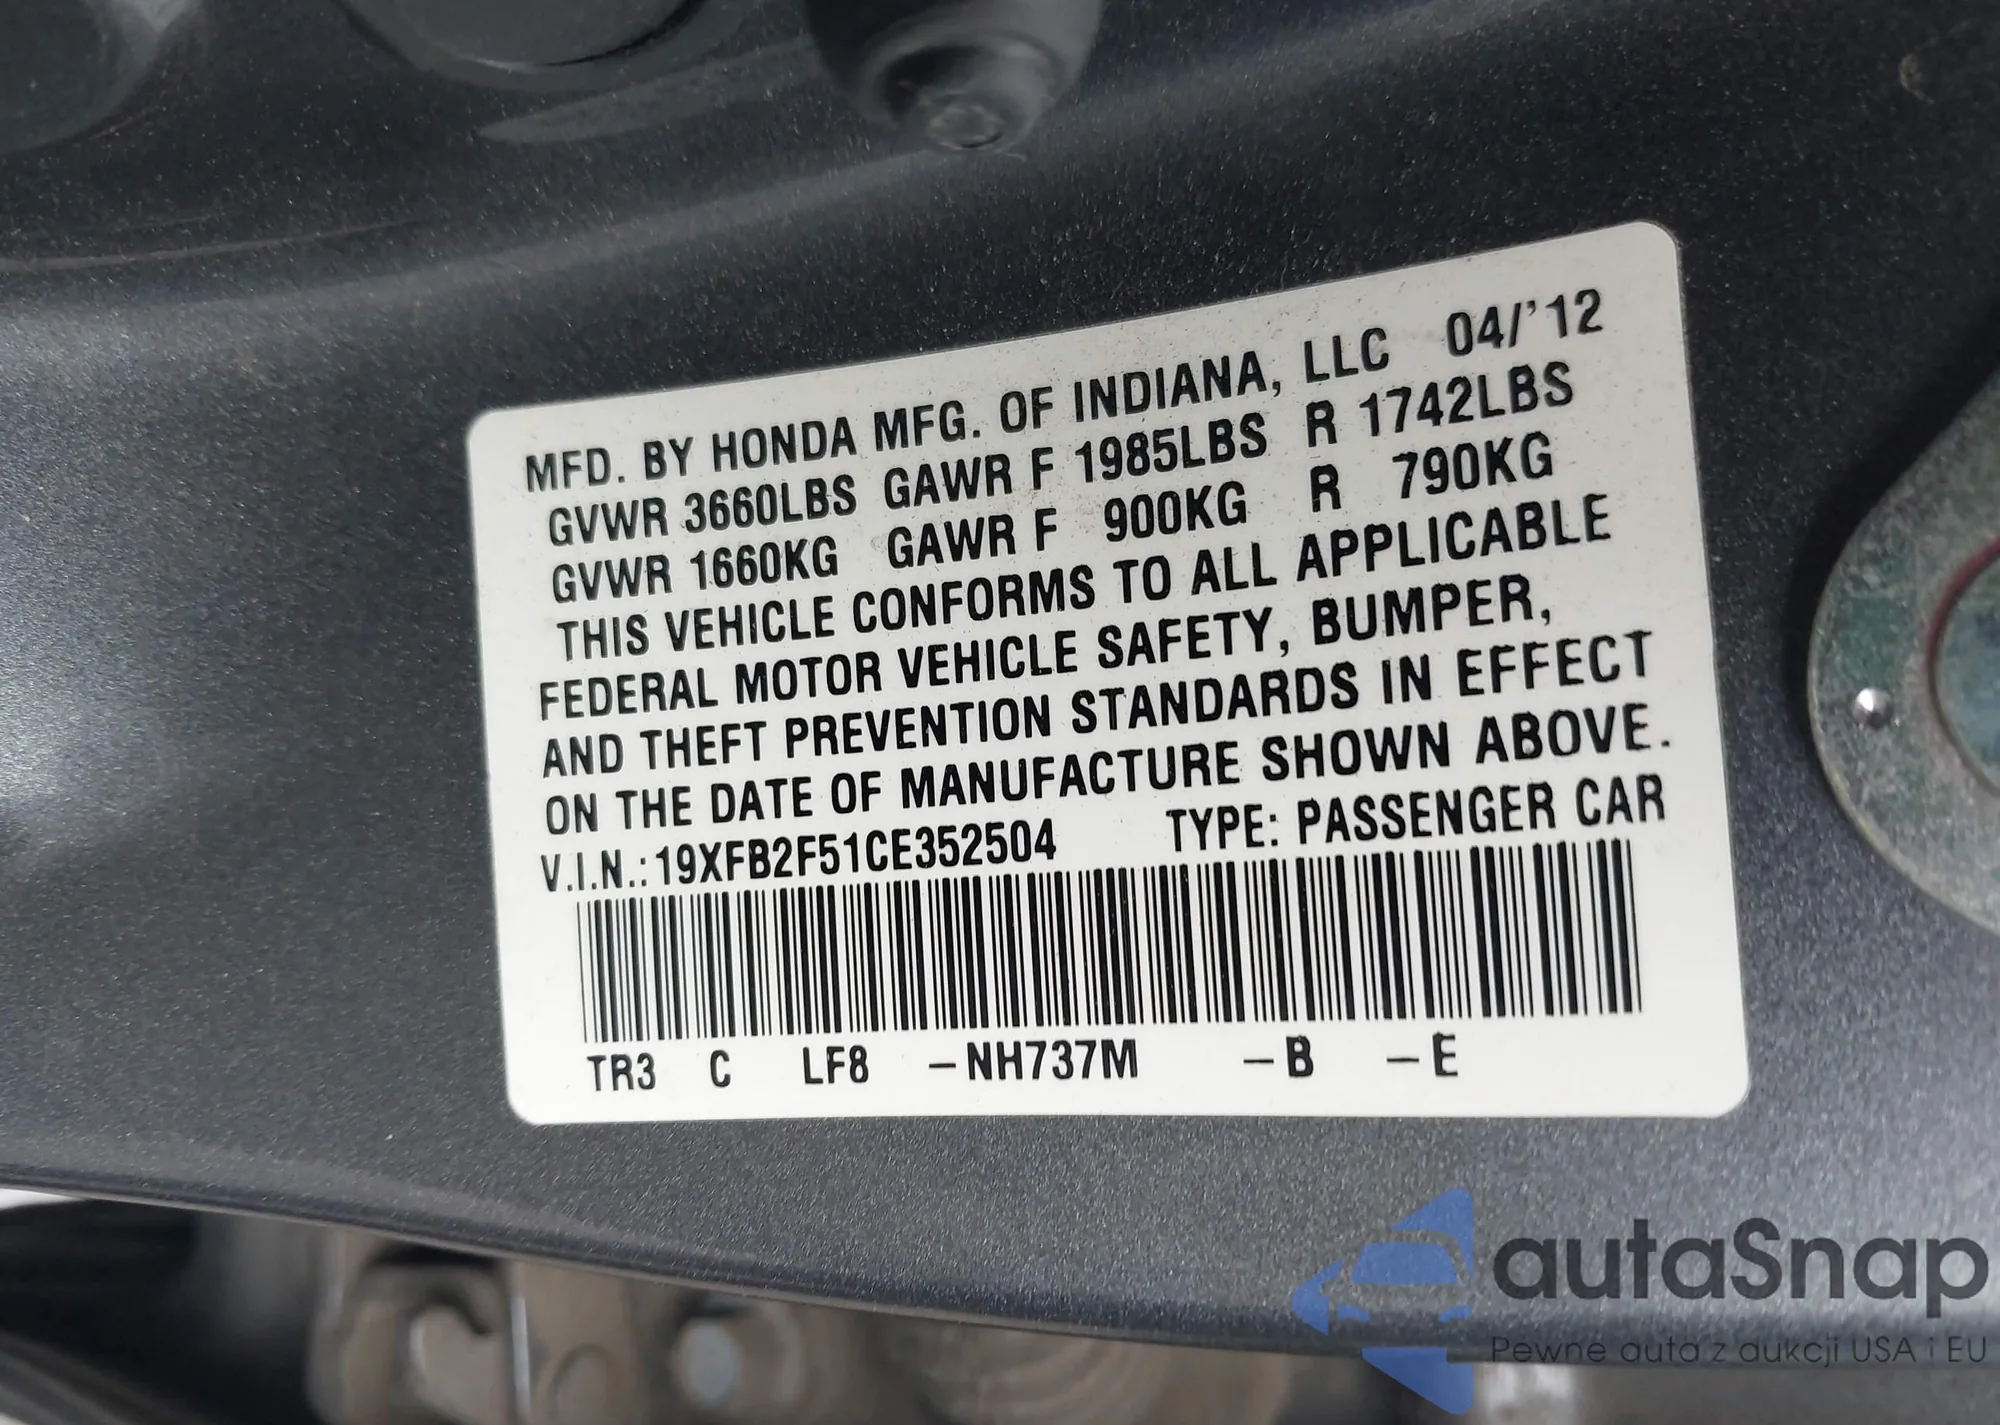 MFD. BY HONDA MFG. OF INDIANA, LLC 04/'12
GVWR 3660LBS GAWR F 1985LBS R 1742LBS
GVWR 1660KG GAWR F 900KG R 790KG
THIS VEHICLE CONFORMS TO ALL APPLICABLE
FEDERAL MOTOR VEHICLE SAFETY, BUMPER,
AND THEFT PREVENTION STANDARDS IN EFFECT
ON THE DATE OF MANUFACTURE SHOWN ABOVE.
V.I.N.: 19XFB2F51CE352504 TYPE: PASSENGER CAR
TR3 C LF8 –NH737M –B –E
autaSnap
Pewne auta z aukcji USA i EU